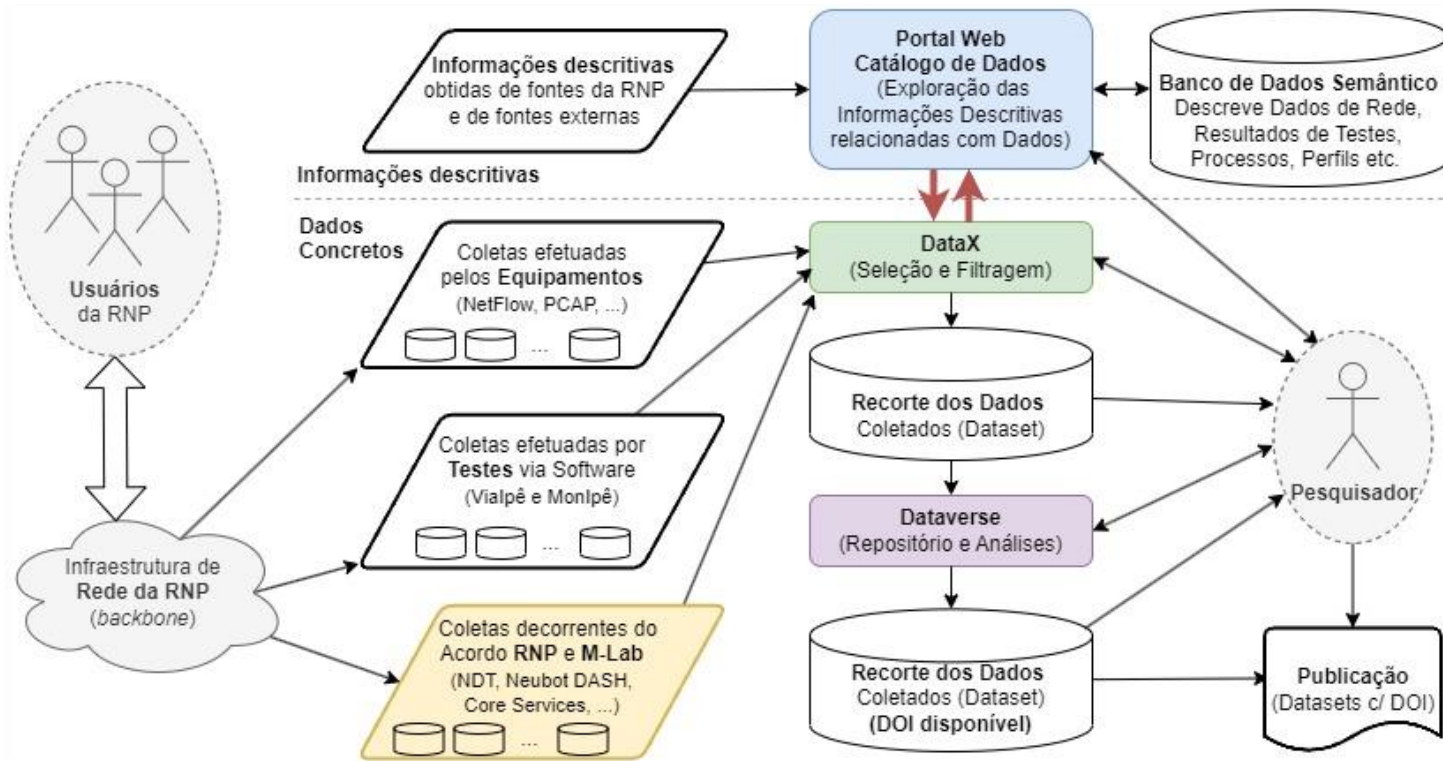 Informações descritivas
obtidas de fontes da RNP
e de fontes externas
Portal Web
Catálogo de Dados
(Exploração das
Informações Descritivas
relacionadas com Dados)
Banco de Dados Semântico
Descreve Dados de Rede,
Resultados de Testes,
Processos, Perfils etc.
Informações descritivas
Usuários
da RNP
Dados
Concretos
Coletas efetuadas
pelos Equipamentos
(NetFlow, PCAP, ...)
...
DataX
(Seleção e Filtragem)
Recorte dos Dados
Coletados (Dataset)
Coletas efetuadas por
Testes via Software
(ViaIpê e MonIpê)
...
Pesquisador
Dataverse
(Repositório e Análises)
Infraestrutura de
Rede da RNP
(backbone)
Coletas decorrentes do
Acordo RNP e M-Lab
(NDT, Neubot DASH,
Core Services, ...)
...
Recorte dos Dados
Coletados (Dataset)
(DOI disponível)
Publicação
(Datasets c/ DOI)